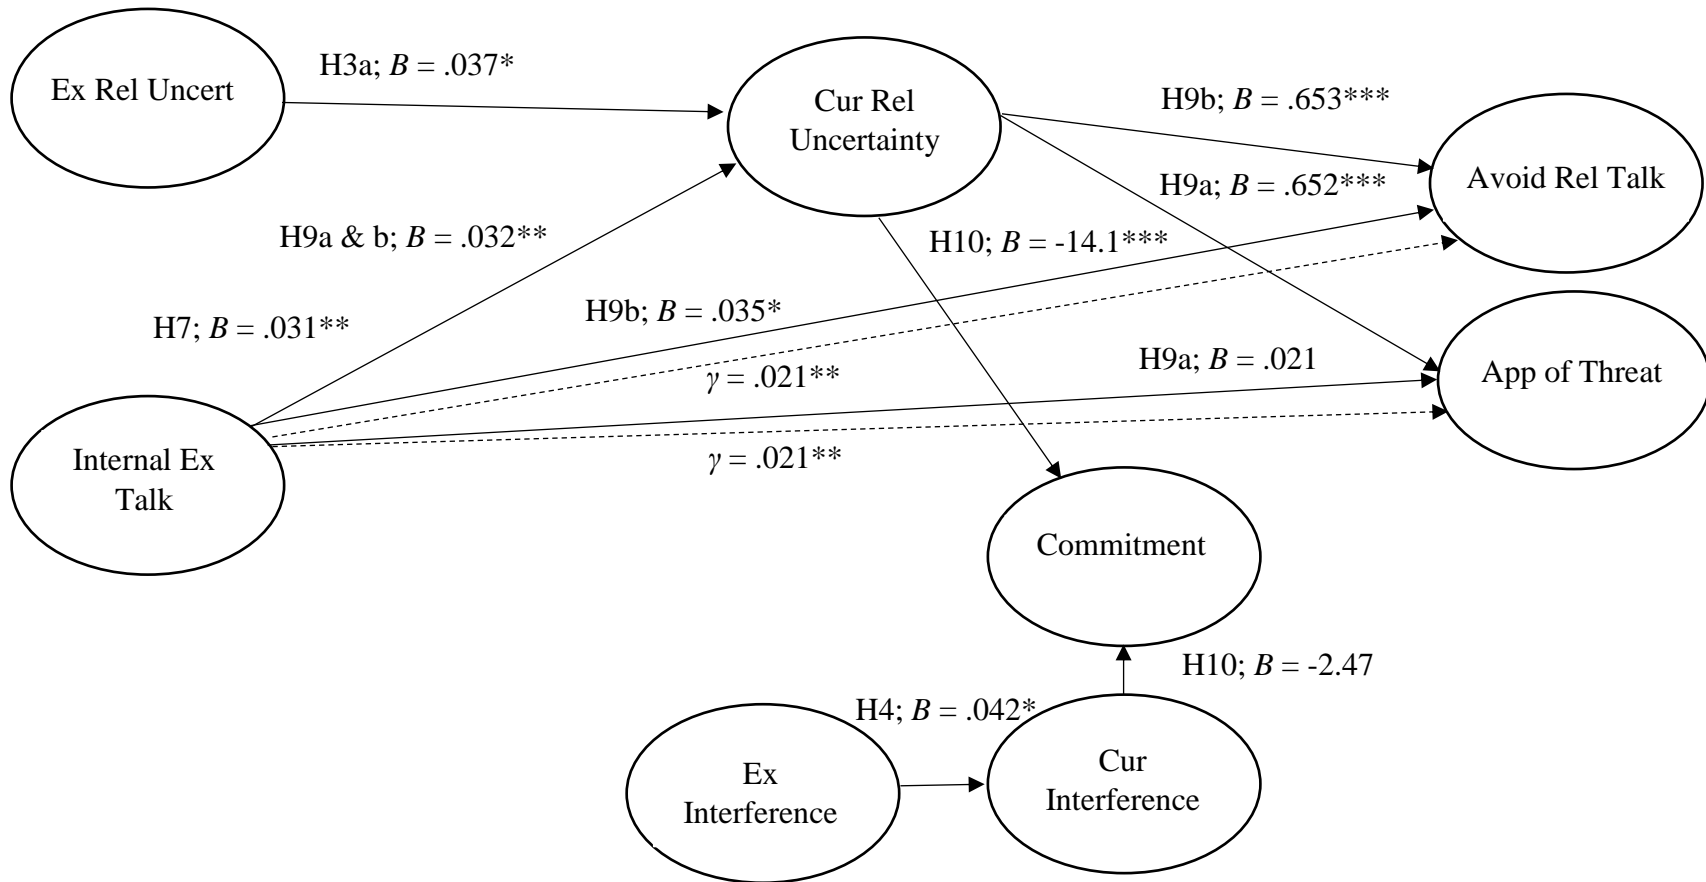 Ex Rel Uncert
H3a; B = .037*
Cur Rel
Uncertainty
H9b; B = .653***
Avoid Rel Talk
H9a; B = .652***
H9a & b; B = .032**
H10; B = -14.1***
H7; B = .031**
H9b; B = .035*
H9a; B = .021
App of Threat
γ = .021**
Internal Ex
Talk
γ = .021**
Commitment
H10; B = -2.47
H4; B = .042*
Ex
Interference
Cur
Interference